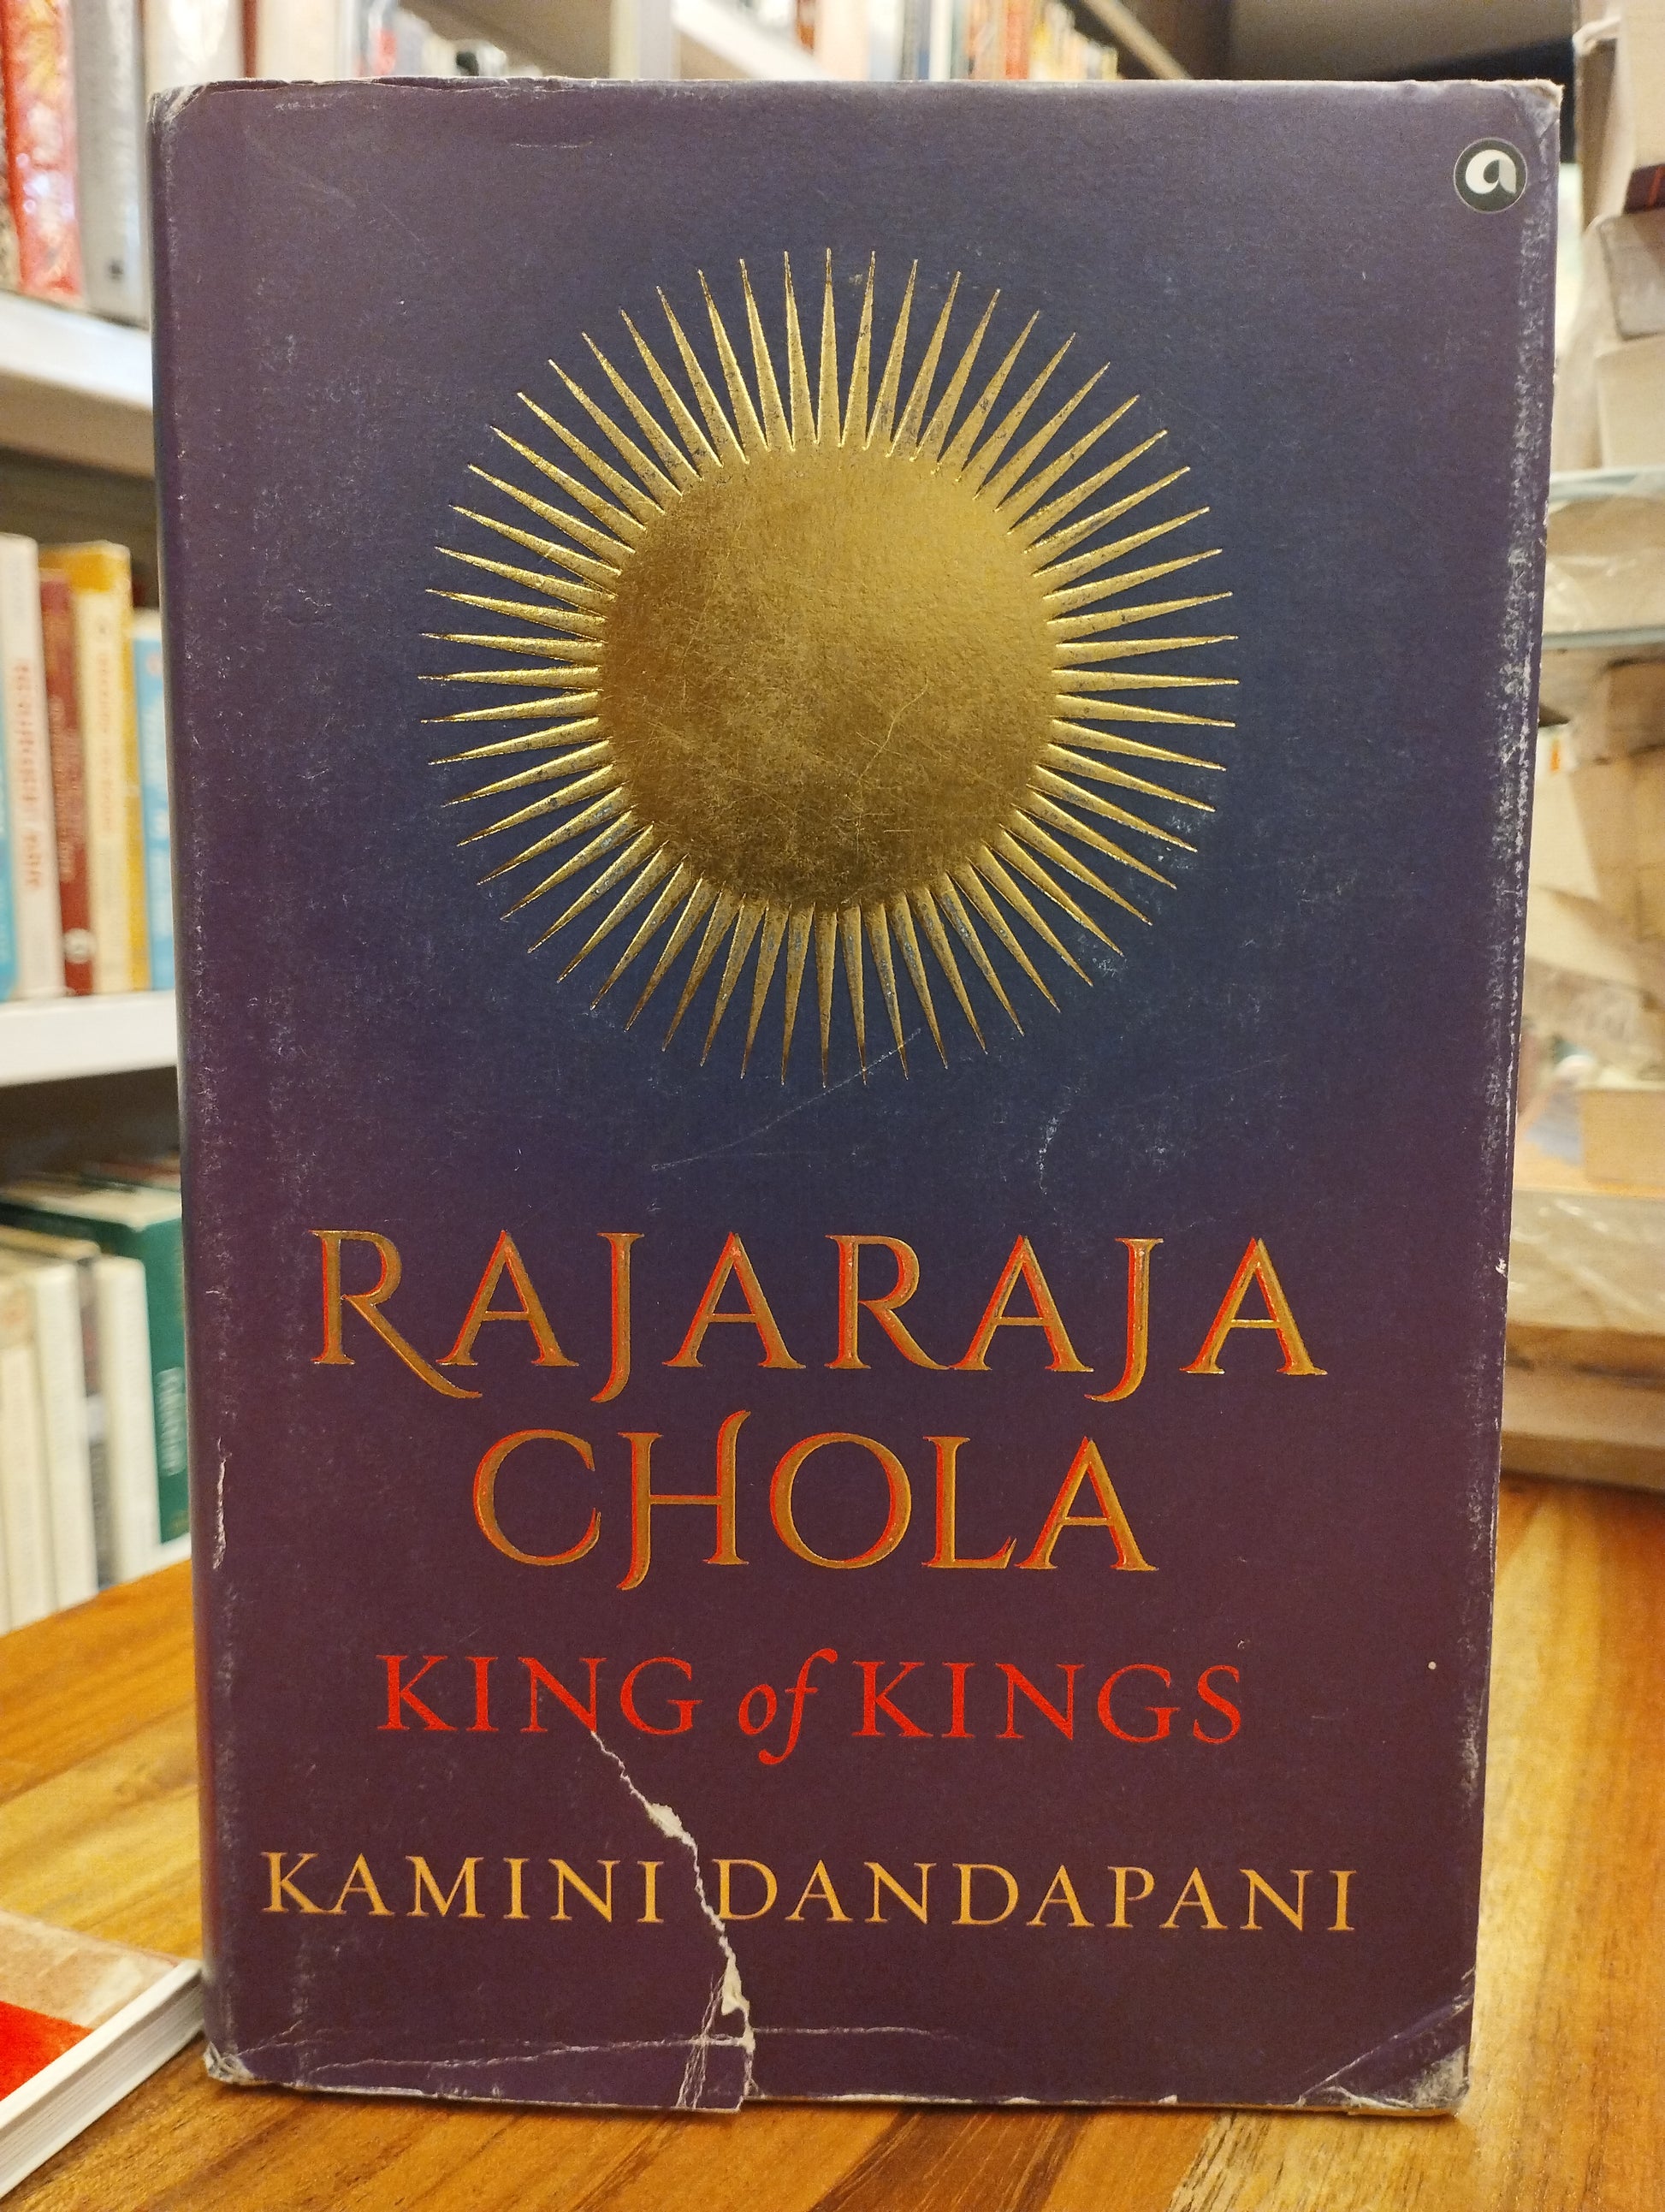 a
RAJARAJA
CHOLA
KING of KINGS
KAMINI DANDAPANI